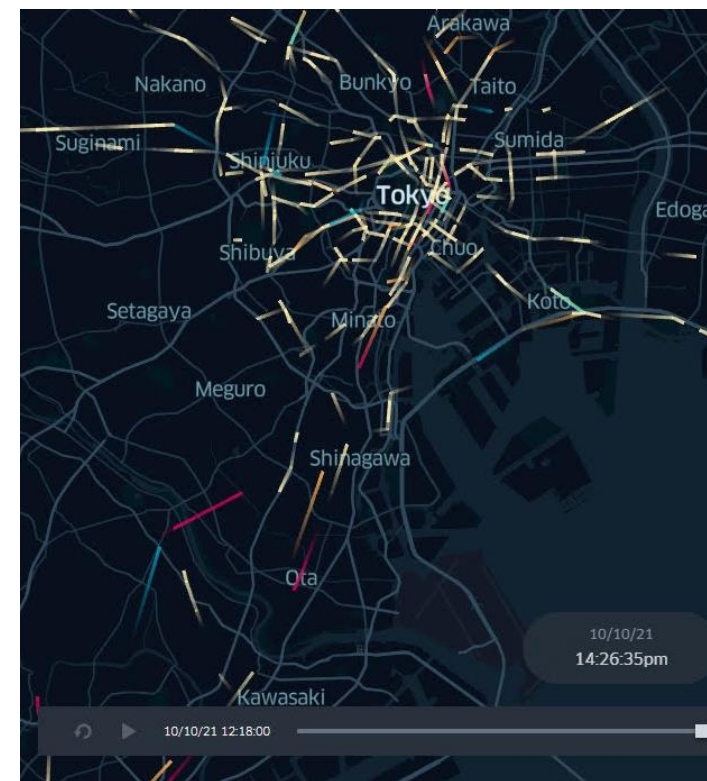 Arakawa
Nakano
Bunkyo
Taito
Suginami
Shinjuku
Sumida
Tokyo
Edoga
Shibuya
Chuo
Setagaya
Minato
Koto
Meguro
Shinagawa
Ota
10/10/21
14:26:35pm
Kawasaki
10/10/21 12:18:00